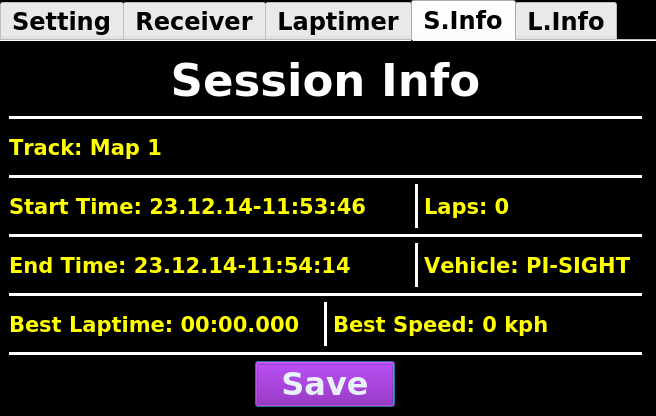 Setting Receiver Laptimer S.Info L.Info
Session Info
Track: Map 1
Start Time: 23.12.14-11:53:46 Laps: 0
End Time: 23.12.14-11:54:14 Vehicle: PI-SIGHT
Best Laptime: 00:00.000 Best Speed: 0 kph
Save